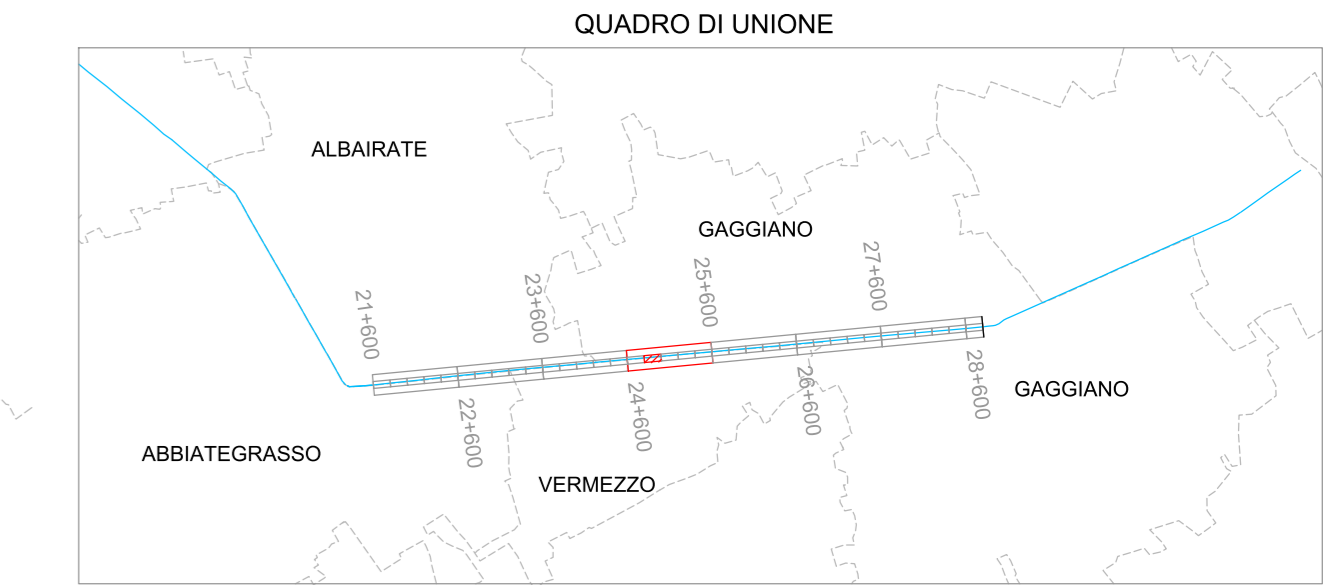 QUADRO DI UNIONE
ALBAIRATE
GAGGIANO
21+600
23+600
25+600
27+600
22+600
24+600
26+600
28+600
GAGGIANO
ABBIATEGRASSO
VERMEZZO